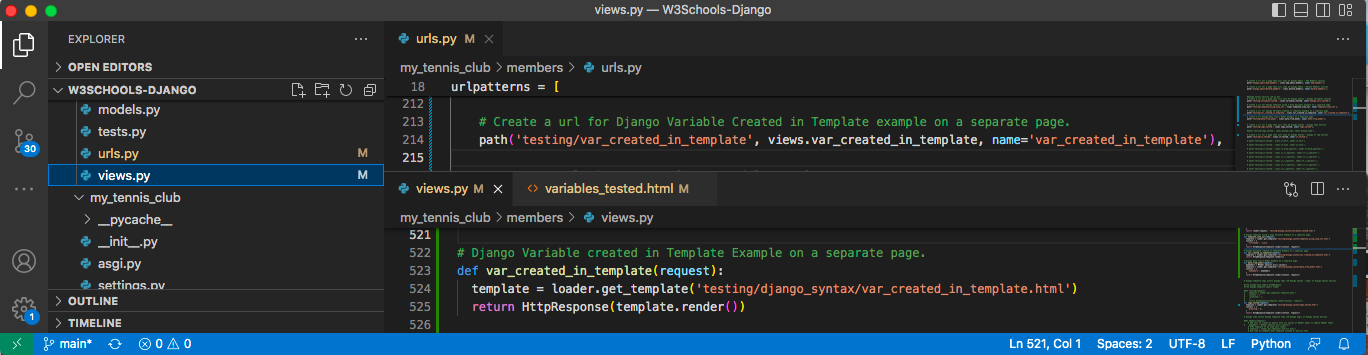 views.py — W3Schools-Django
EXPLORER
OPEN EDITORS
W3SCHOOLS-DJANGO
models.py
tests.py
urls.py M
views.py M
my_tennis_club
__pycache__
__init__.py
asgi.py
settings.py
OUTLINE
TIMELINE
30
1
urls.py M
my_tennis_club > members > urls.py
18 urlpatterns = [
212
213 # Create a url for Django Variable Created in Template example on a separate page.
214 path('testing/var_created_in_template', views.var_created_in_template, name='var_created_in_template'),
215
views.py M
variables_tested.html M
my_tennis_club > members > views.py
521
522 # Django Variable created in Template Example on a separate page.
523 def var_created_in_template(request):
524 template = loader.get_template('testing/django_syntax/var_created_in_template.html')
525 return HttpResponse(template.render())
526
main* 0 0 Ln 521, Col 1 Spaces: 2 UTF-8 LF Python